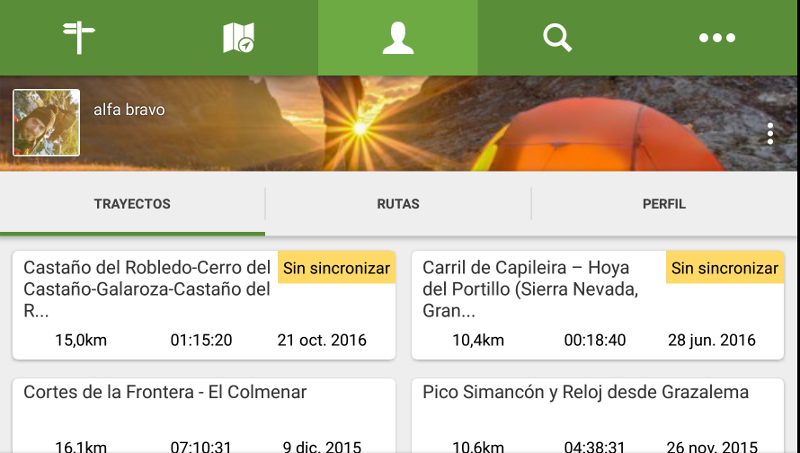 alfa bravo
TRAYECTOS
RUTAS
PERFIL
Castaño del Robledo-Cerro del
Castaño-Galaroza-Castaño del
R...
Sin sincronizar
15,0km 01:15:20 21 oct. 2016
Carril de Capileira – Hoya
del Portillo (Sierra Nevada,
Gran...
Sin sincronizar
10,4km 00:18:40 28 jun. 2016
Cortes de la Frontera - El Colmenar
16,1km 07:10:31 9 dic. 2015
Pico Simancón y Reloj desde Grazalema
10,6km 04:38:31 26 nov. 2015